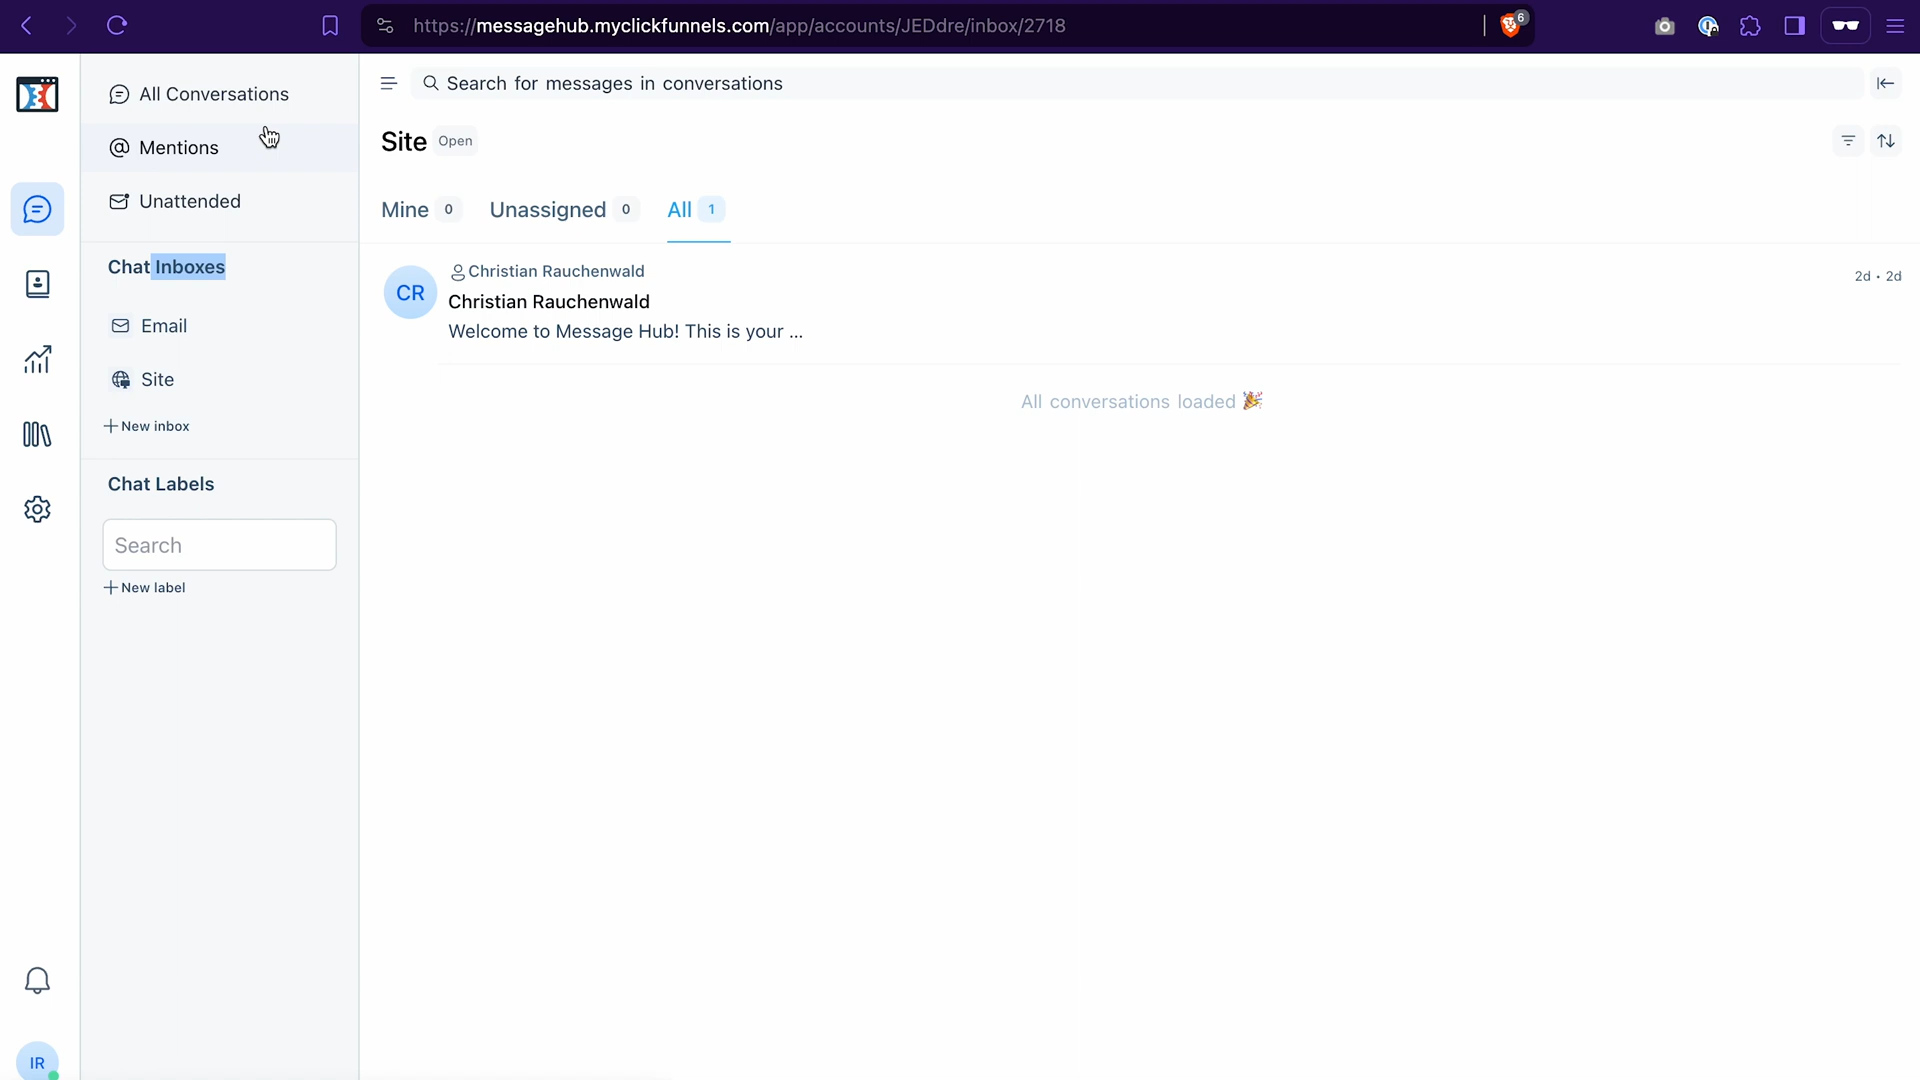 https://messagehub.myclickfunnels.com/app/accounts/JEDdre/inbox/2718
6
All Conversations
Mentions
Unattended
Chat Inboxes
Email
Site
New inbox
Chat Labels
Search
New label
IR
Search for messages in conversations
Site Open
Mine 0 Unassigned 0 All 1
CR
Christian Rauchenwald
2d • 2d
Christian Rauchenwald
Welcome to Message Hub! This is your ...
All conversations loaded 🎉